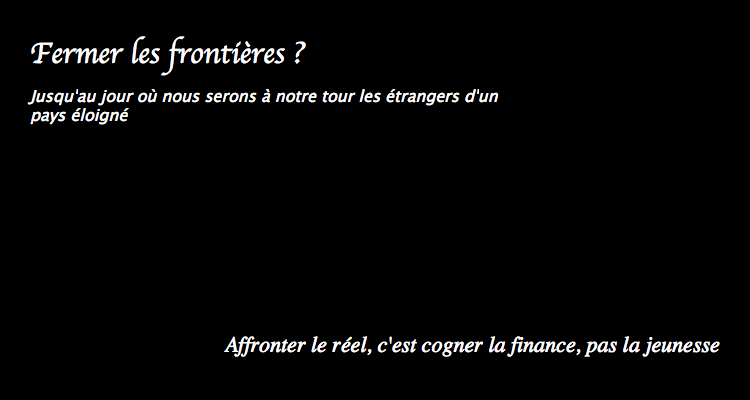 Fermer les frontières ?
Jusqu'au jour où nous serons à notre tour les étrangers d'un
pays éloigné
Affronter le réel, c'est cogner la finance, pas la jeunesse